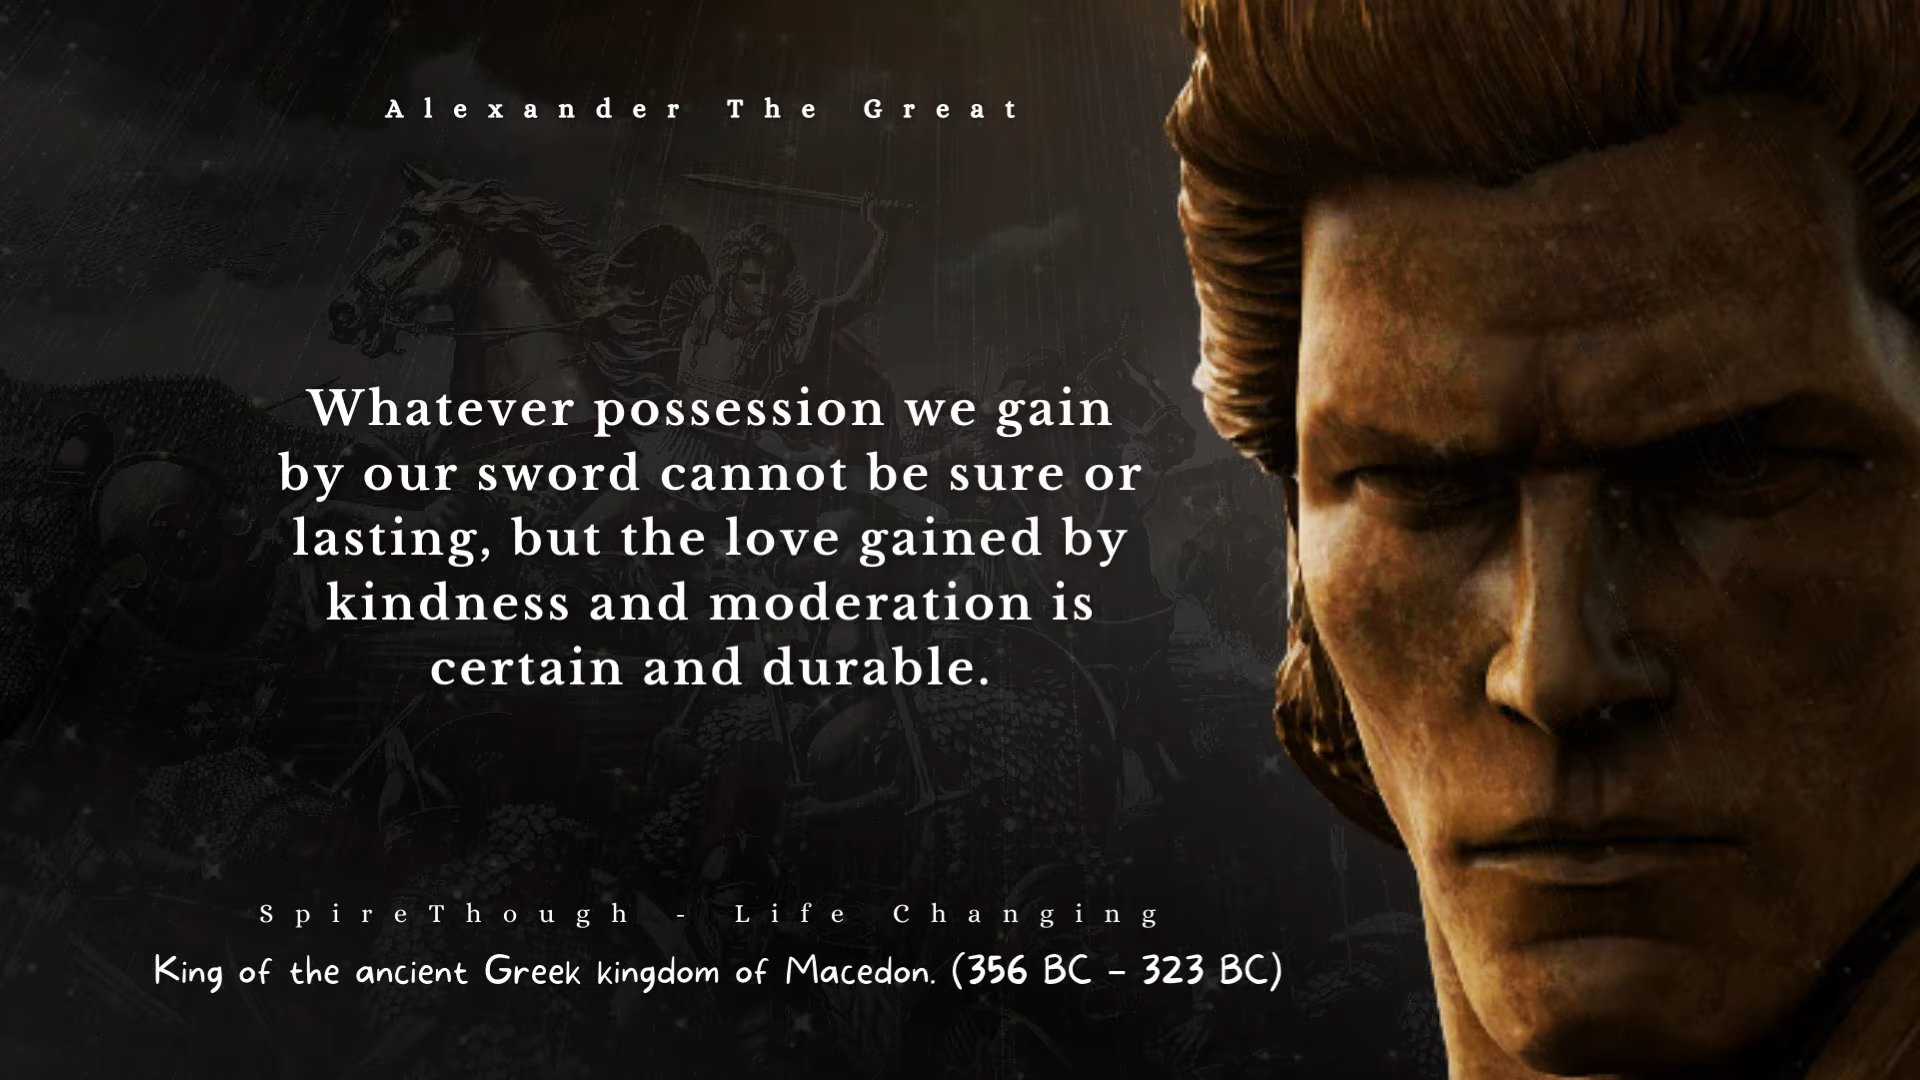 Alexander The Great
Whatever possession we gain
by our sword cannot be sure or
lasting, but the love gained by
kindness and moderation is
certain and durable.
SpireThough - Life Changing
King of the ancient Greek kingdom of Macedon. (356 BC - 323 BC)